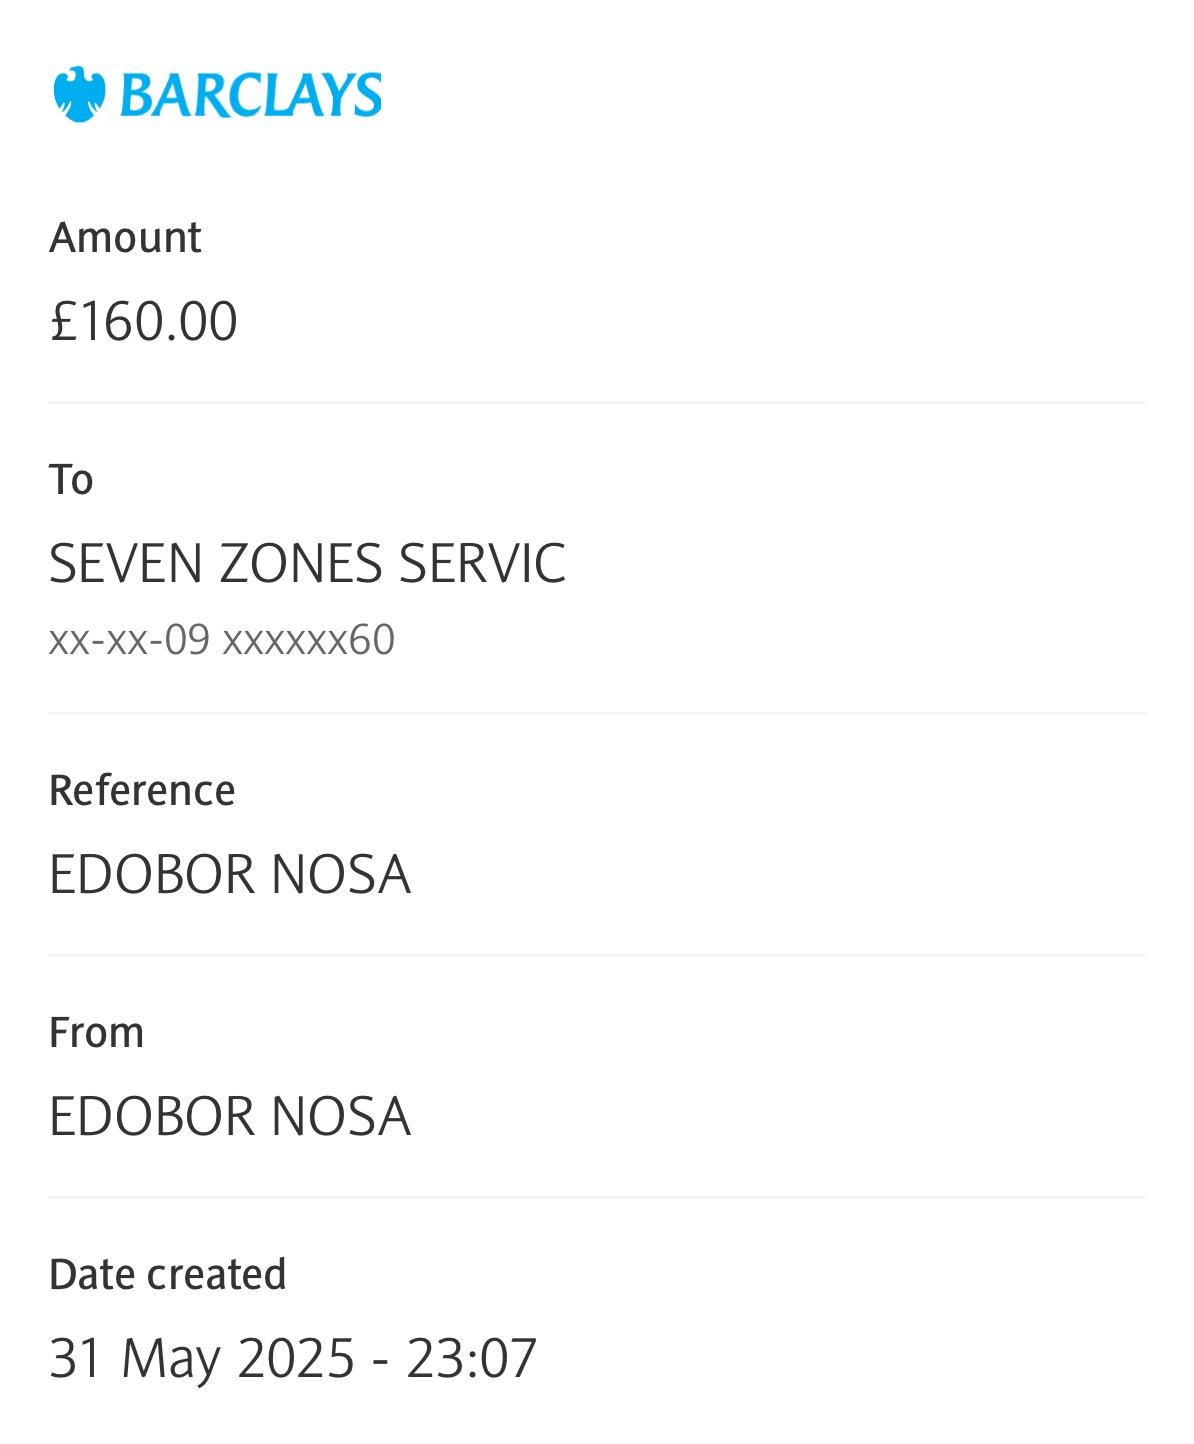 BARCLAYS
Amount
£160.00
To
SEVEN ZONES SERVIC
xx-xx-09 xxxxxx60
Reference
EDOBOR NOSA
From
EDOBOR NOSA
Date created
31 May 2025 - 23:07